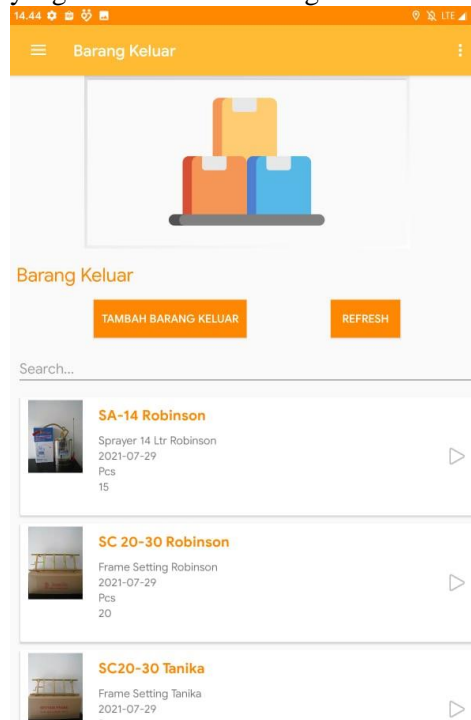 14.44
LTE
Barang Keluar
Barang Keluar
TAMBAH BARANG KELUAR
REFRESH
Search...
SA-14 Robinson
Sprayer 14 Ltr Robinson
2021-07-29
Pcs
15
SC 20-30 Robinson
Frame Setting Robinson
2021-07-29
Pcs
20
SC20-30 Tanika
Frame Setting Tanika
2021-07-29